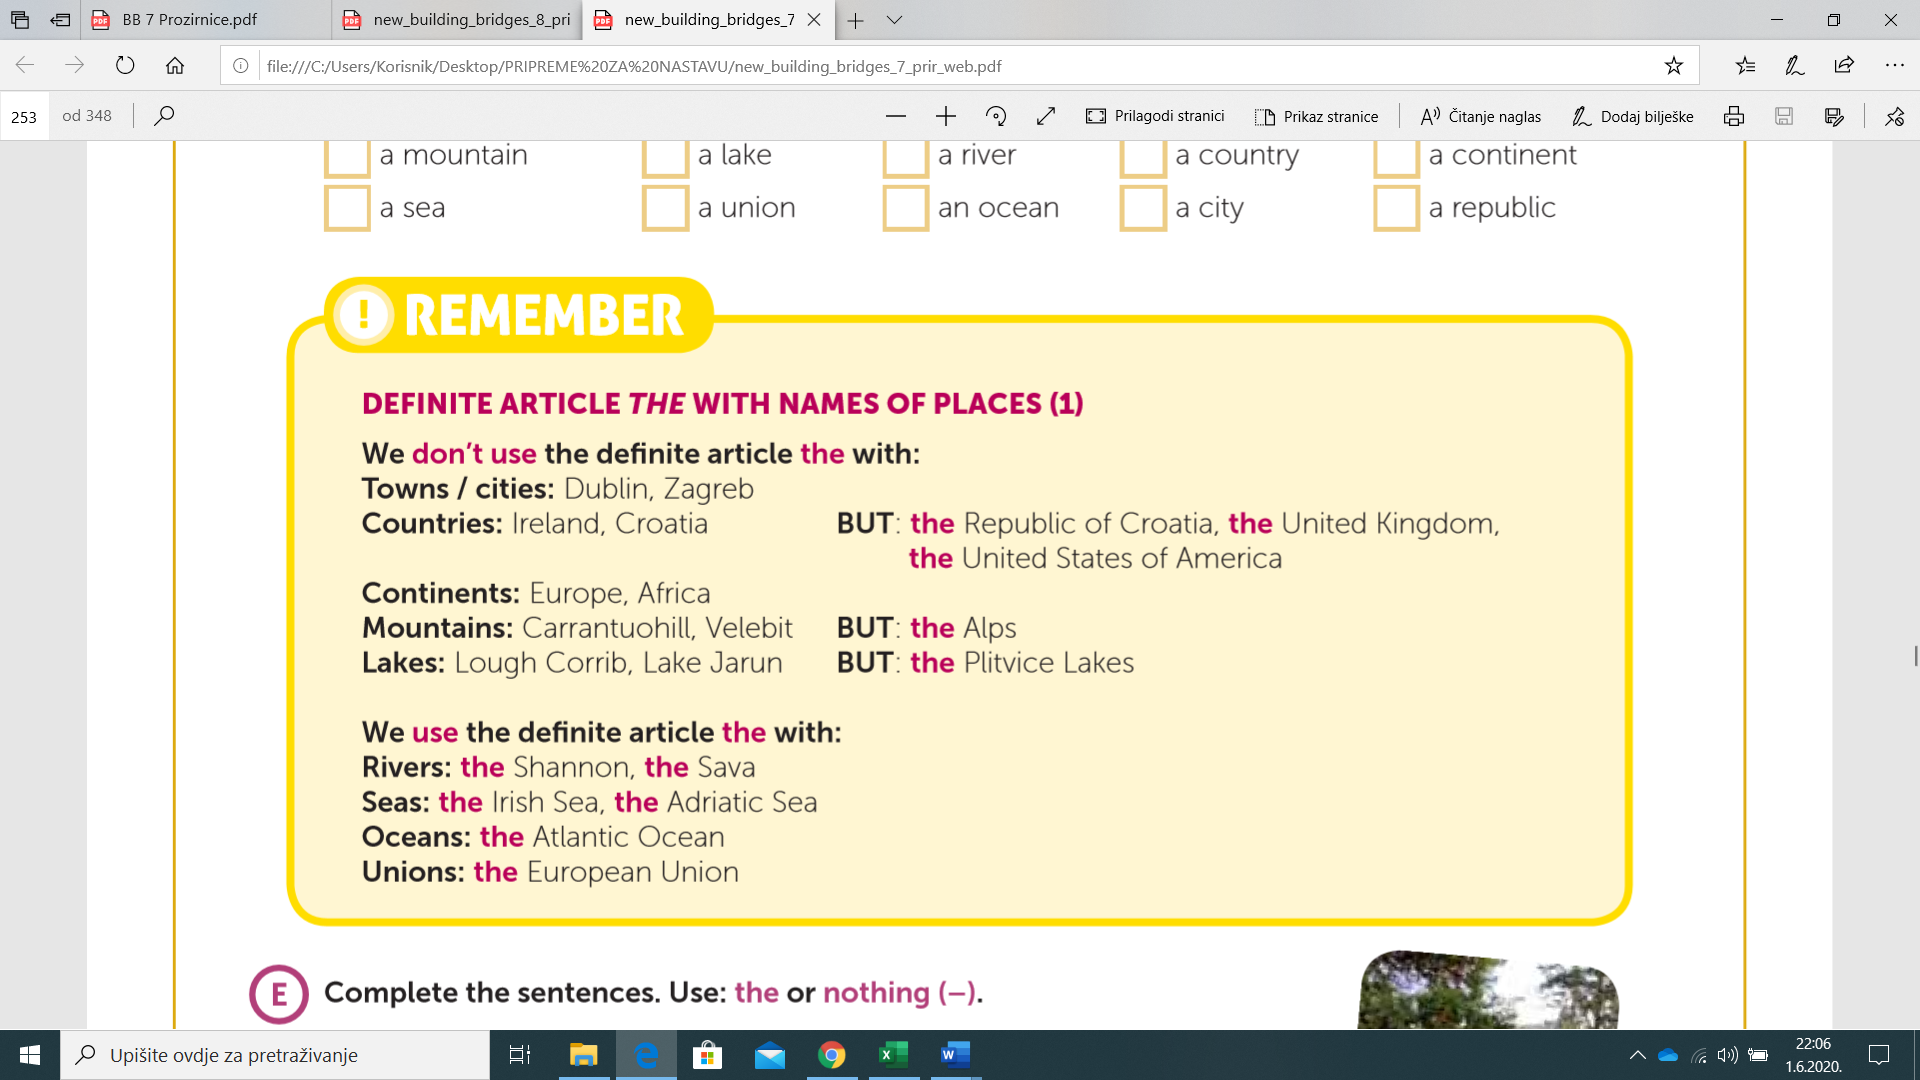 BB 7 Prozirnice.pdf
new_building_bridges_8_pri
new_building_bridges_7
file:///C:/Users/Korisnik/Desktop/PRIPREME%20ZA%20NASTAVU/new_building_bridges_7_prir_web.pdf
253 od 348
Prilagodi stranici
Prikaz stranice
Čitanje naglas
Dodaj bilješke
a mountain a lake a river a country a continent
a sea a union an ocean a city a republic
! REMEMBER
DEFINITE ARTICLE THE WITH NAMES OF PLACES (1)
We don't use the definite article the with:
Towns / cities: Dublin, Zagreb
Countries: Ireland, Croatia BUT: the Republic of Croatia, the United Kingdom,
the United States of America
Continents: Europe, Africa
Mountains: Carrantuohill, Velebit BUT: the Alps
Lakes: Lough Corrib, Lake Jarun BUT: the Plitvice Lakes
We use the definite article the with:
Rivers: the Shannon, the Sava
Seas: the Irish Sea, the Adriatic Sea
Oceans: the Atlantic Ocean
Unions: the European Union
E Complete the sentences. Use: the or nothing (–).
Upišite ovdje za pretraživanje
22:06
1.6.2020.